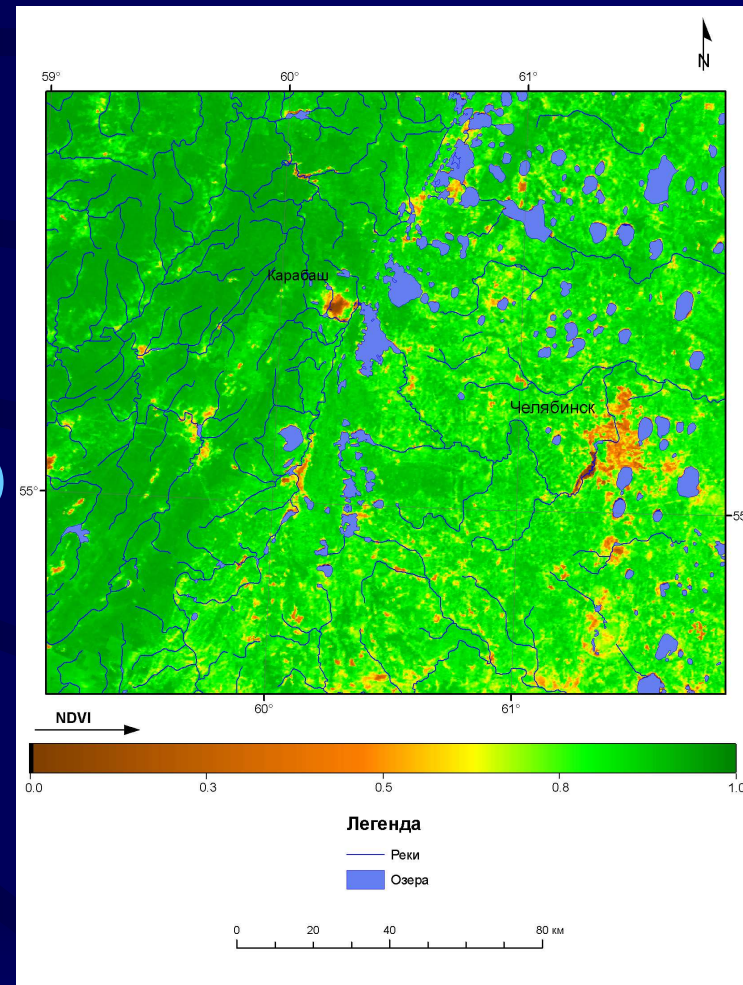 N
59° 60° 61°
Карабаш
Челябинск
55° 55
60° 61°
NDVI
0.0 0.3 0.5 0.8 1.0
Легенда
Реки
Озера
0 20 40 80 км